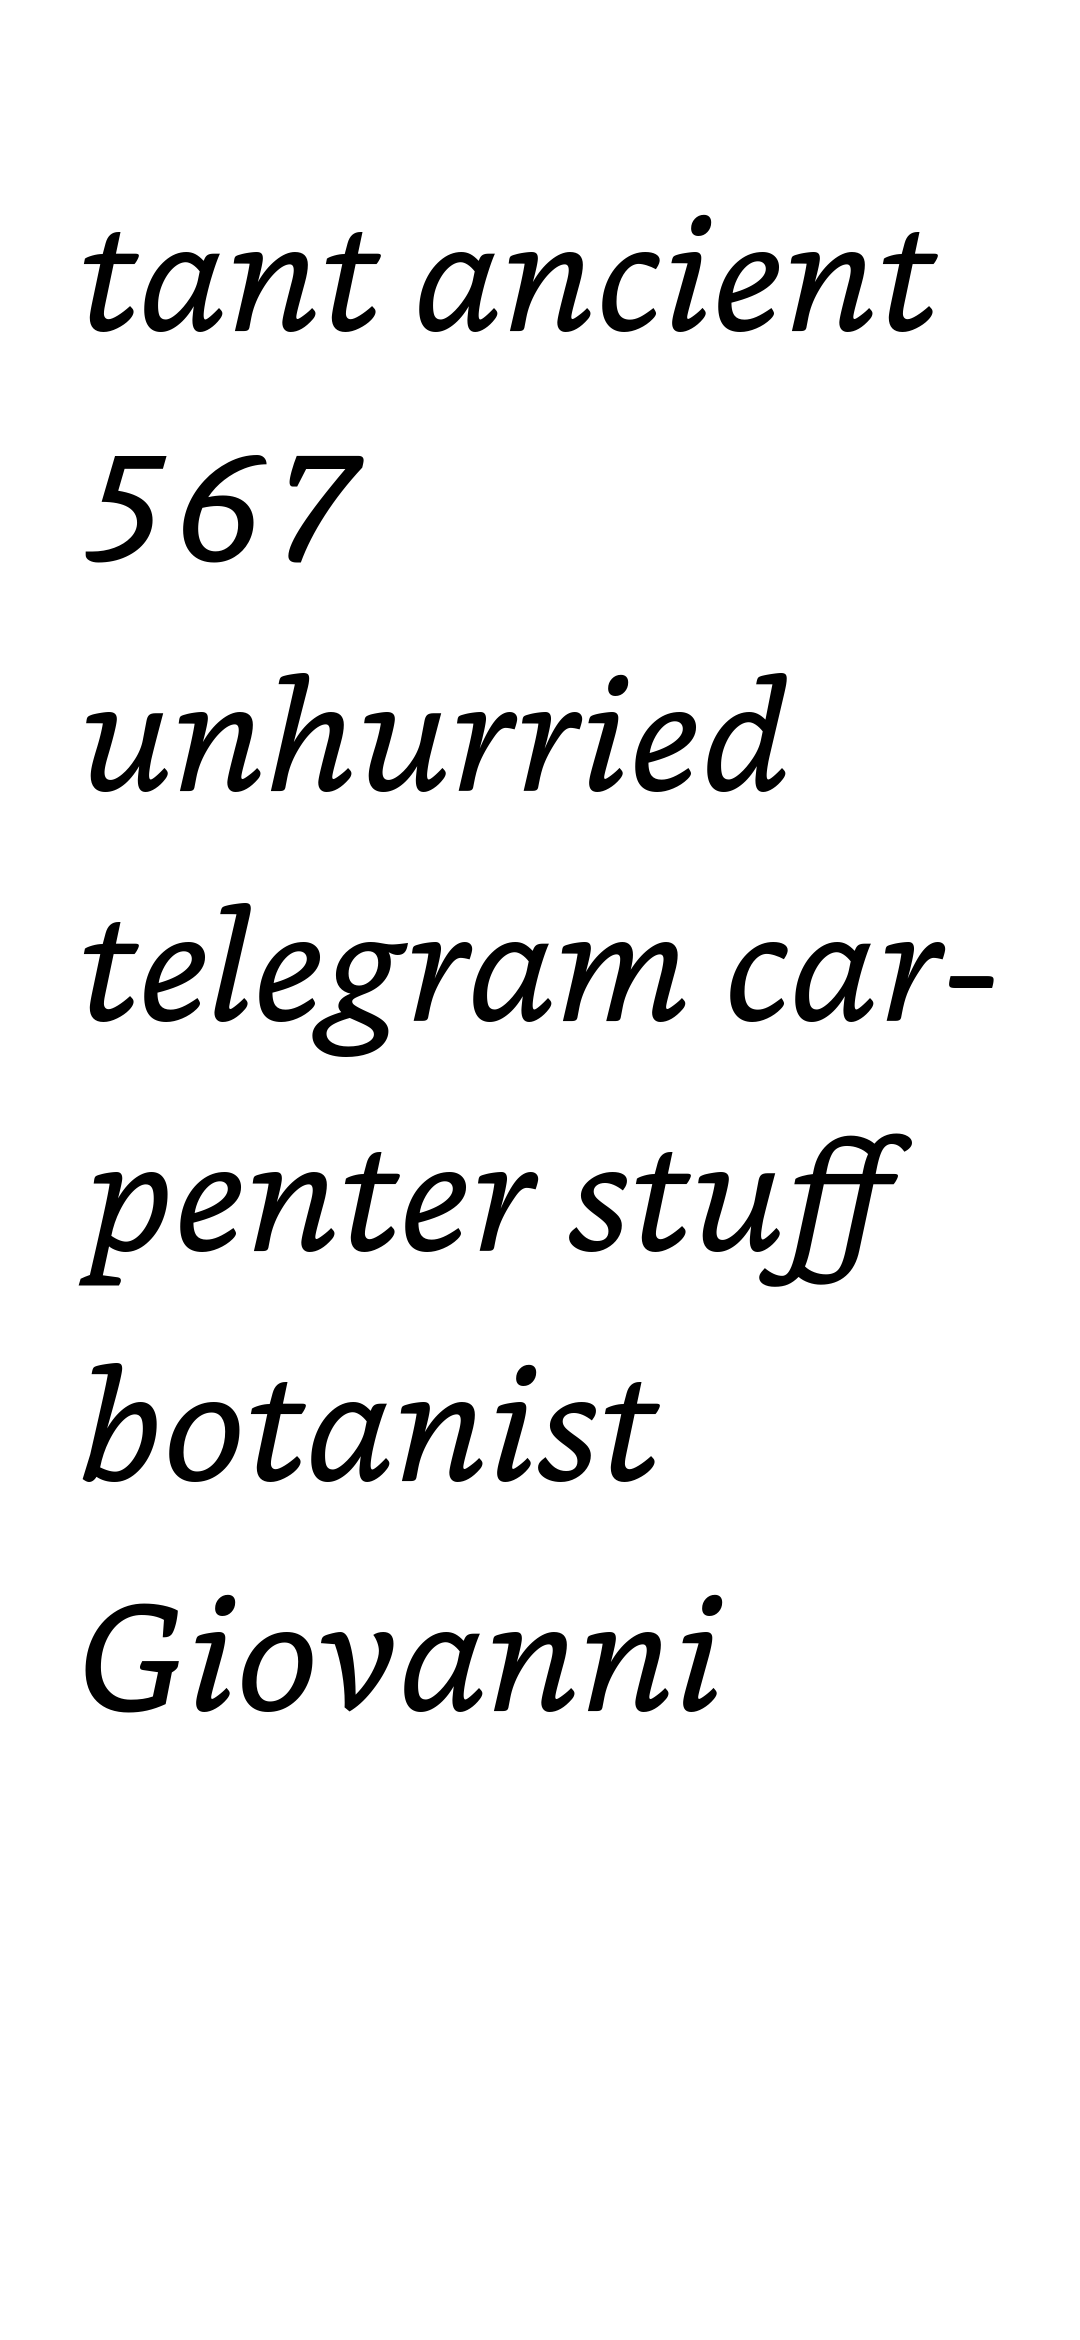 tant ancient
567
unhurried
telegram car-
penter stuff
botanist
Giovanni